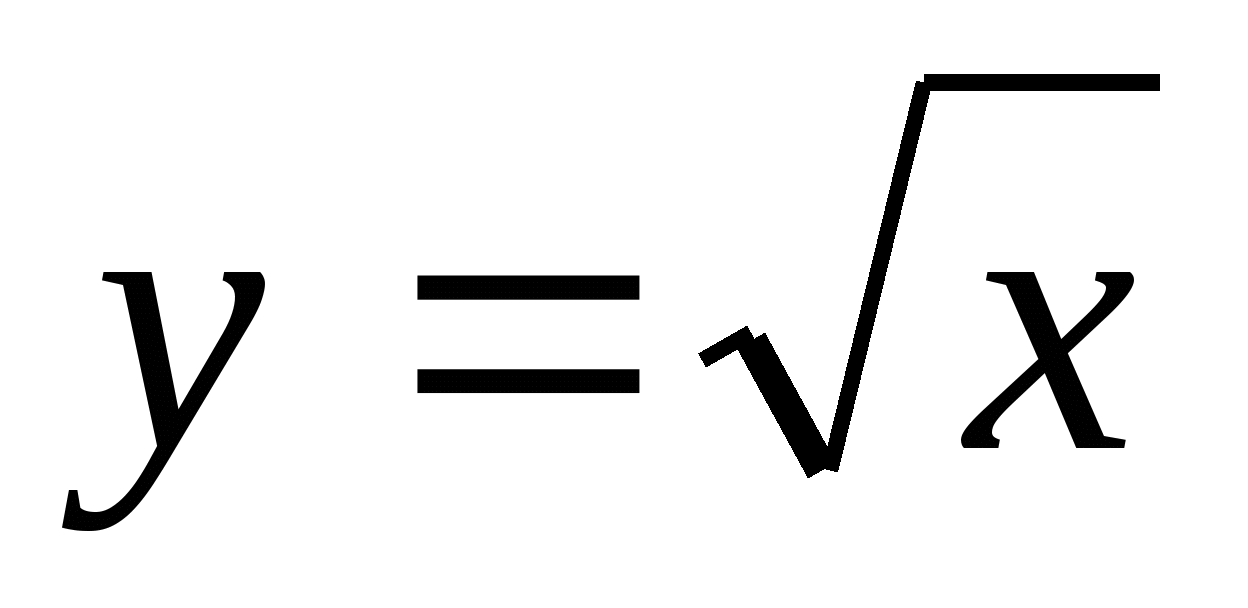 y = √x